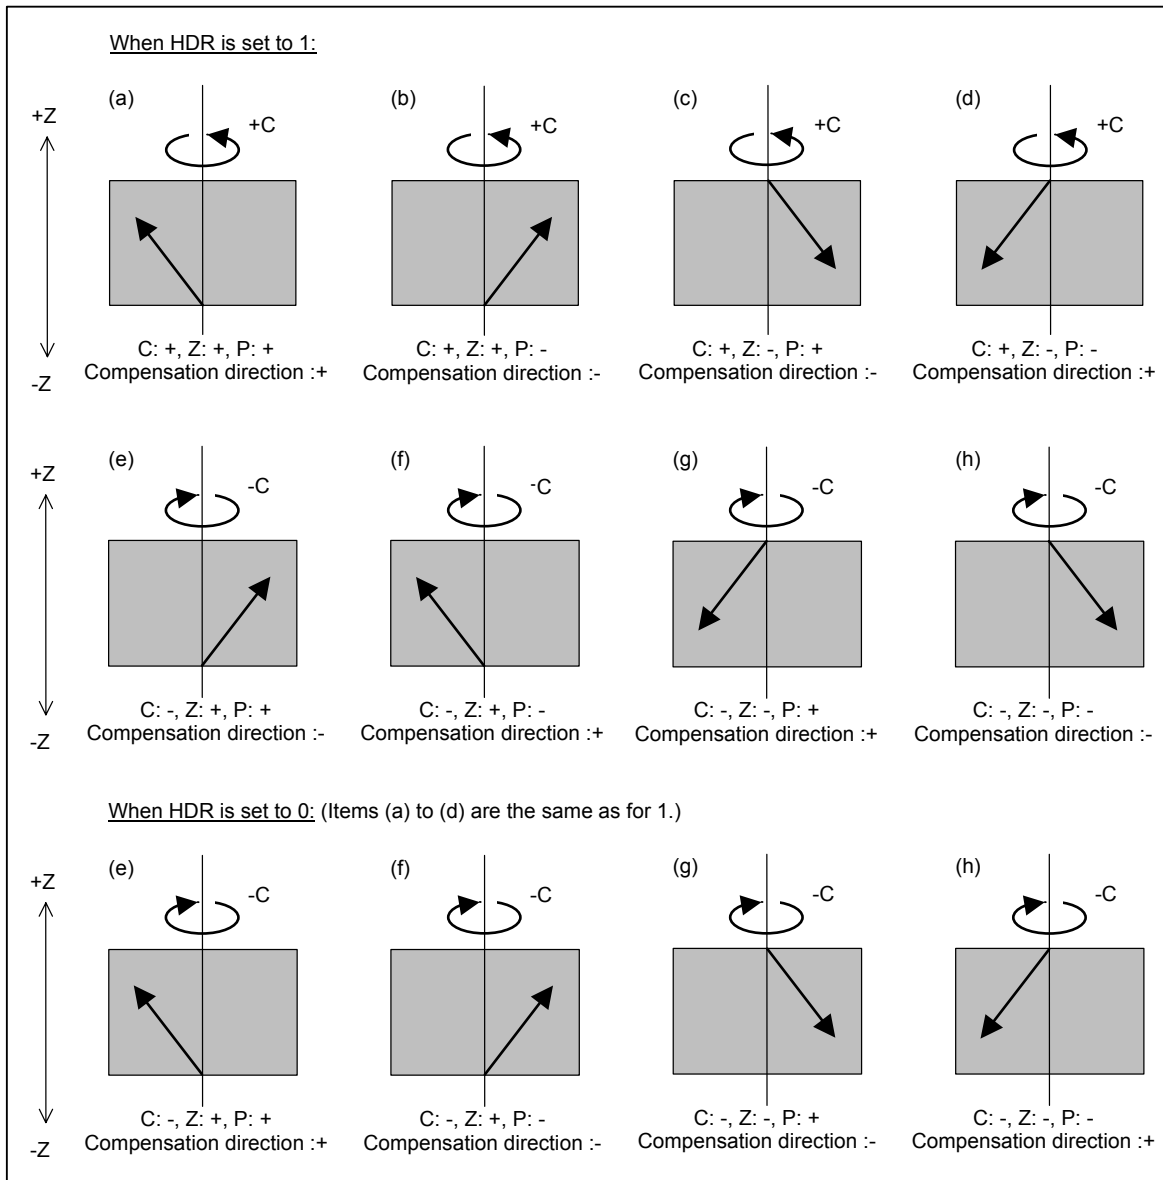 When HDR is set to 1:
(a) (b) (c) (d)
+Z +C +C +C +C
C: +, Z: +, P: + C: +, Z: +, P: - C: +, Z: -, P: + C: +, Z: -, P: -
-Z Compensation direction :+ Compensation direction :- Compensation direction :- Compensation direction :+
(e) (f) (g) (h)
+Z -C -C -C -C
C: -, Z: +, P: + C: -, Z: +, P: - C: -, Z: -, P: + C: -, Z: -, P: -
-Z Compensation direction :- Compensation direction :+ Compensation direction :+ Compensation direction :-
When HDR is set to 0: (Items (a) to (d) are the same as for 1.)
(e) (f) (g) (h)
+Z -C -C -C -C
C: -, Z: +, P: + C: -, Z: +, P: - C: -, Z: -, P: + C: -, Z: -, P: -
-Z Compensation direction :+ Compensation direction :- Compensation direction :- Compensation direction :+